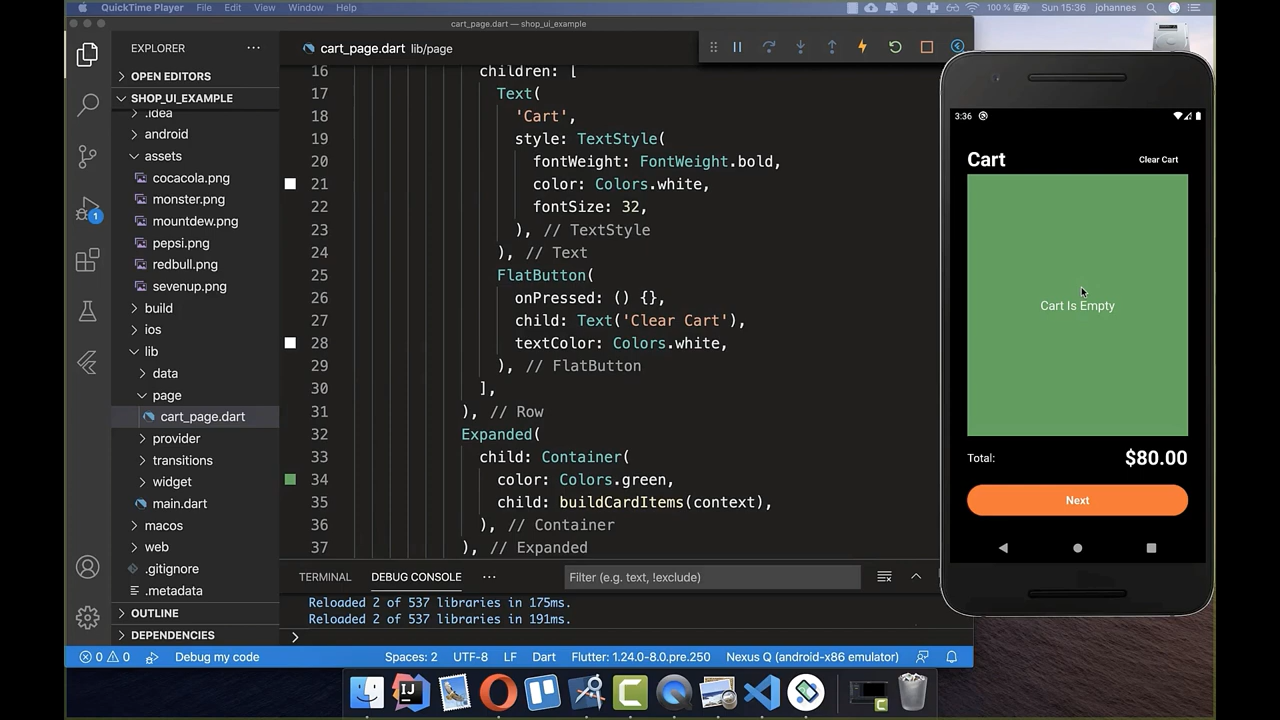 QuickTime Player File Edit View Window Help
100 % Sun 15:36 johannes
cart_page.dart — shop_ui_example
EXPLORER
OPEN EDITORS
SHOP_UI_EXAMPLE
.idea
android
assets
cocacola.png
monster.png
mountdew.png
pepsi.png
redbull.png
sevenup.png
build
ios
lib
data
page
cart_page.dart
provider
transitions
widget
main.dart
macos
web
.gitignore
.metadata
OUTLINE
DEPENDENCIES
1
cart_page.dart lib/page
16 children: [
17 Text(
18 'Cart',
19 style: TextStyle(
20 fontWeight: FontWeight.bold,
21 color: Colors.white,
22 fontSize: 32,
23 ), // TextStyle
24 ), // Text
25 FlatButton(
26 onPressed: () {},
27 child: Text('Clear Cart'),
28 textColor: Colors.white,
29 ), // FlatButton
30 ],
31 ), // Row
32 Expanded(
33 child: Container(
34 color: Colors.green,
35 child: buildCardItems(context),
36 ), // Container
37 ), // Expanded
TERMINAL DEBUG CONSOLE ··· Filter (e.g. text, !exclude)
Reloaded 2 of 537 libraries in 175ms.
Reloaded 2 of 537 libraries in 191ms.
0 0 Debug my code Spaces: 2 UTF-8 LF Dart Flutter: 1.24.0-8.0.pre.250 Nexus Q (android-x86 emulator)
3:36
Cart Clear Cart
Cart Is Empty
Total: $80.00
Next
IJ
C